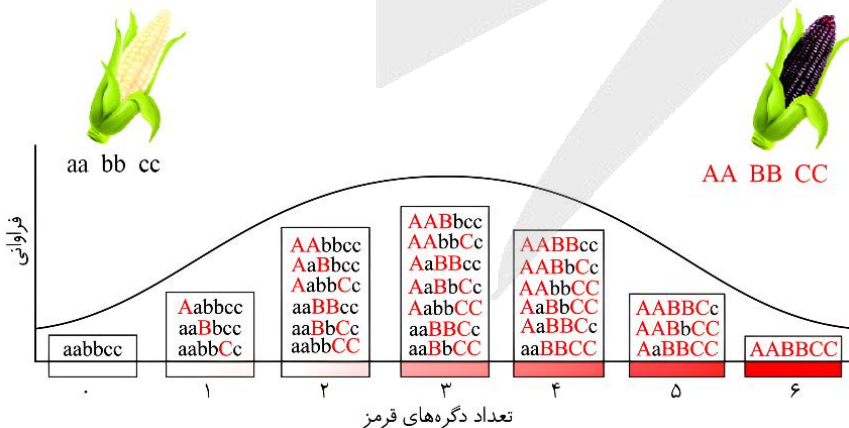 aa bb cc
AA BB CC
فراوانی
aabbcc
Aabbcc
aaBbcc
aabbCc
AAbbcc
AaBbcc
AabbCc
aaBBcc
aaBbCc
aabbCC
AABbcc
AAbbCc
AaBBcc
AaBbCc
AabbCC
aaBBCc
aaBbCC
AABBcc
AABbCc
AAbbCC
AaBbCC
AaBBCc
aaBBCC
AABBCc
AABbCC
AaBBCC
AABBCC
۰ ۱ ۲ ۳ ۴ ۵ ۶
تعداد دگره‌های قرمز